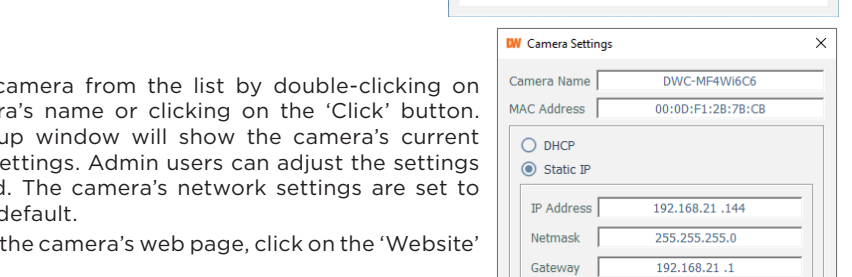 camera from the list by double-clicking on
ra's name or clicking on the 'Click' button.
up window will show the camera's current
ettings. Admin users can adjust the settings
d. The camera's network settings are set to
default.
the camera's web page, click on the 'Website'
DW Camera Settings
Camera Name DWC-MF4Wi6C6
MAC Address 00:0D:F1:2B:7B:CB
DHCP
Static IP
IP Address 192.168.21 .144
Netmask 255.255.255.0
Gateway 192.168.21 .1